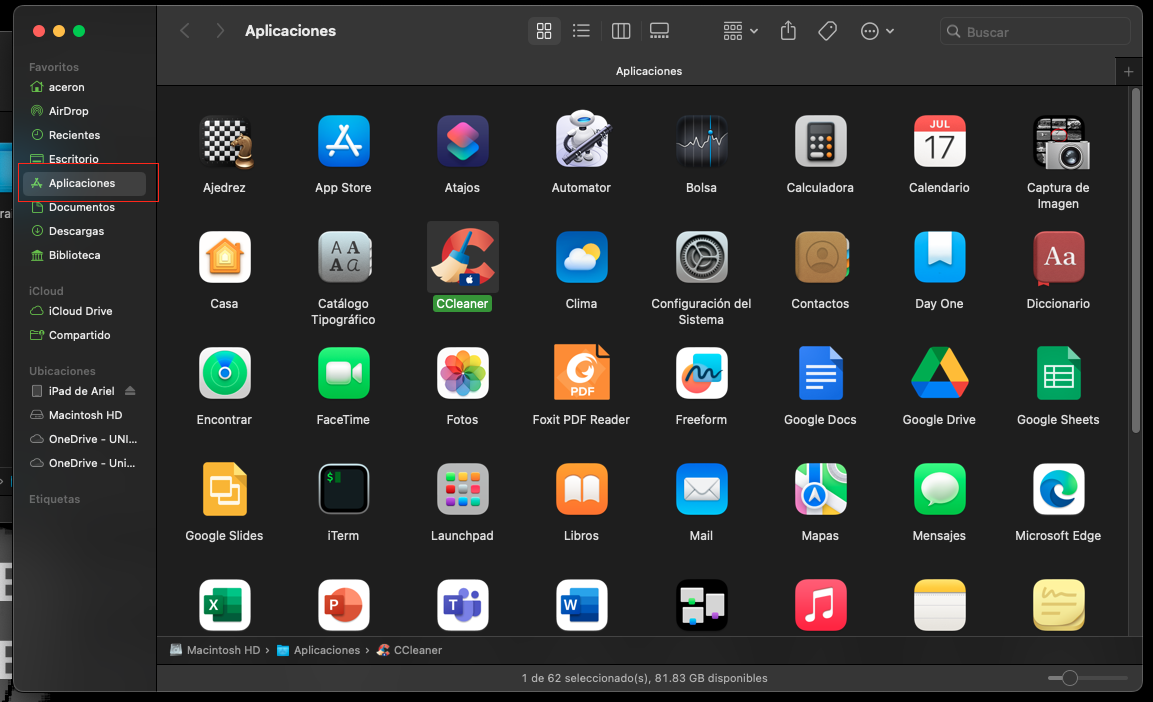 Aplicaciones
Buscar
Aplicaciones
Favoritos
aceron
AirDrop
Recientes
Escritorio
Aplicaciones
Documentos
Descargas
Biblioteca
iCloud
iCloud Drive
Compartido
Ubicaciones
iPad de Ariel
Macintosh HD
OneDrive - UNI...
OneDrive - Uni...
Etiquetas
Ajedrez
App Store
Atajos
Automator
Bolsa
Calculadora
JUL
17
Calendario
Captura de
Imagen
Casa
Catálogo
Tipográfico
CCleaner
Clima
Configuración del
Sistema
Contactos
Day One
Aa
Diccionario
Encontrar
FaceTime
Fotos
PDF
Foxit PDF Reader
Freeform
Google Docs
Google Drive
Google Sheets
Google Slides
$
iTerm
Launchpad
Libros
Mail
Mapas
Mensajes
Microsoft Edge
X
P
T
W
Macintosh HD › Aplicaciones › CCleaner
1 de 62 seleccionado(s), 81.83 GB disponibles